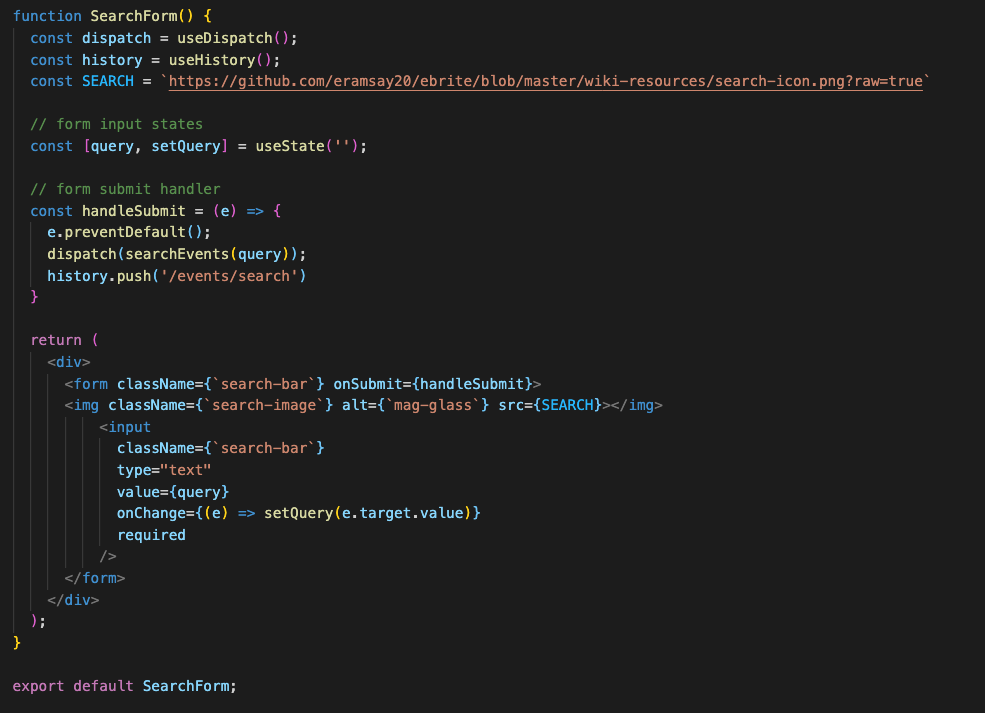 function SearchForm() {
const dispatch = useDispatch();
const history = useHistory();
const SEARCH = `https://github.com/eramsay20/ebrite/blob/master/wiki-resources/search-icon.png?raw=true`
// form input states
const [query, setQuery] = useState('');
// form submit handler
const handleSubmit = (e) => {
e.preventDefault();
dispatch(searchEvents(query));
history.push('/events/search')
}
return (
<div>
<form className={`search-bar`} onSubmit={handleSubmit}>
<img className={`search-image`} alt={`mag-glass`} src={SEARCH}></img>
<input
className={`search-bar`}
type="text"
value={query}
onChange={(e) => setQuery(e.target.value)}
required
/>
</form>
</div>
);
}
export default SearchForm;